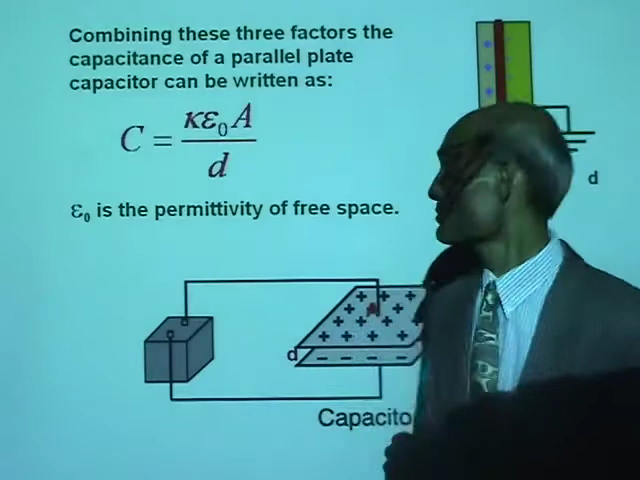 Combining these three factors the
capacitance of a parallel plate
capacitor can be written as:
C = κε₀A / d
ε₀ is the permittivity of free space.
d
d
Capacito